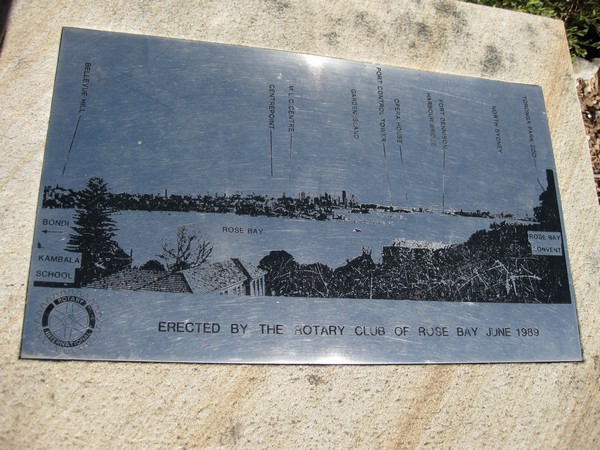 BELLEVUE HILL
CENTREPOINT
M.L.C. CENTRE
GARDEN ISLAND
PORT CONTROL TOWER
OPERA HOUSE
HARBOUR BRIDGE
FORT DENNISON
NORTH SYDNEY
TORONGA PARK ZOO
BONDI
KAMBALA
SCHOOL
ROSE BAY
ROSE BAY
CONVENT
ROTARY
INTERNATIONAL
ERECTED BY THE ROTARY CLUB OF ROSE BAY JUNE 1989